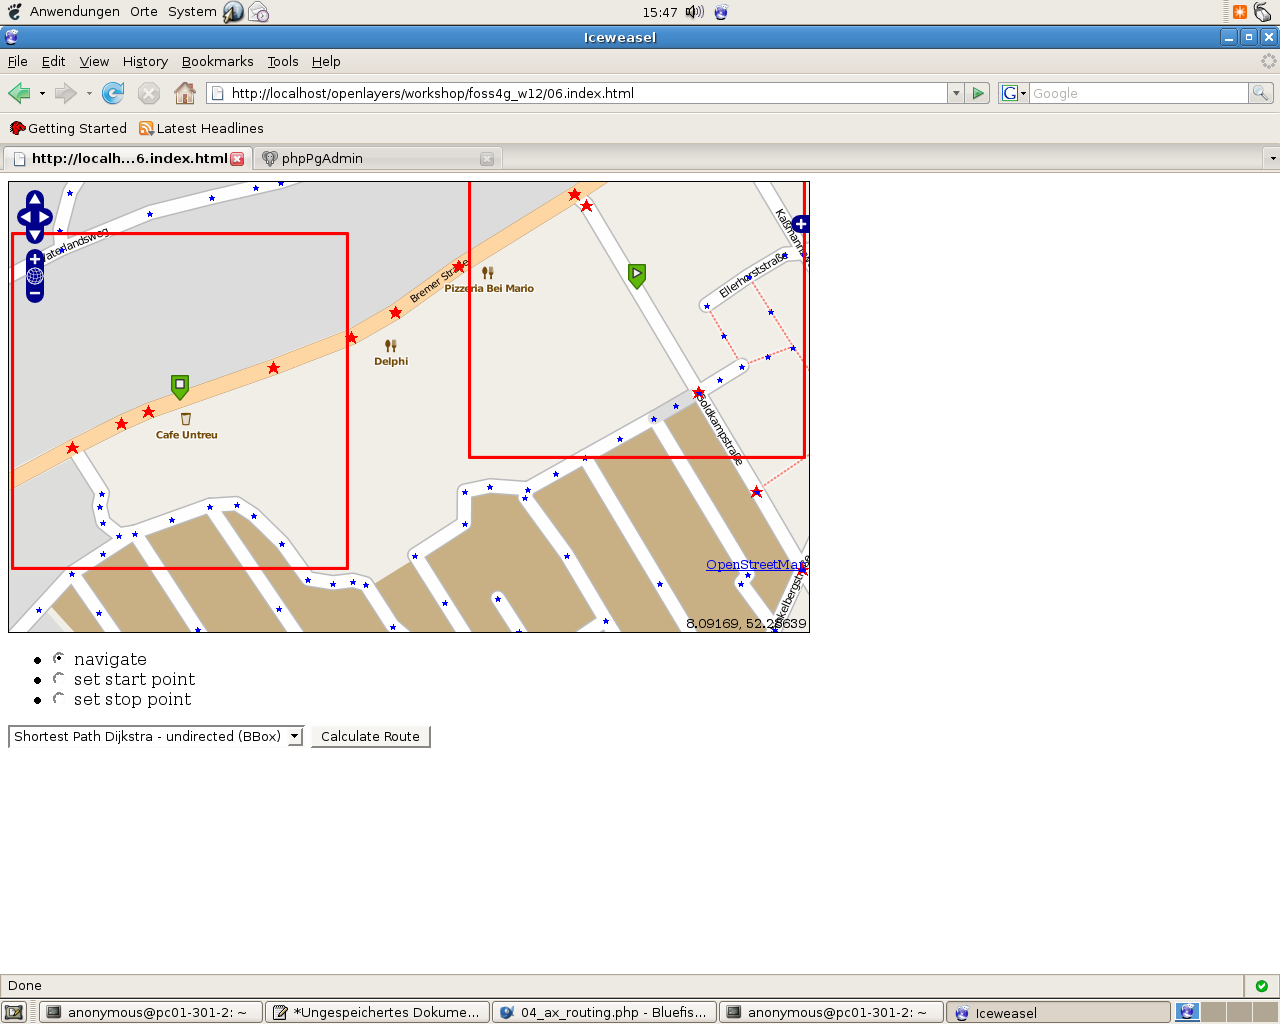 Anwendungen Orte System 15:47
Iceweasel
File Edit View History Bookmarks Tools Help
http://localhost/openlayers/workshop/foss4g_w12/06.index.html
G Google
Getting Started Latest Headlines
http://localh...6.index.html phpPgAdmin
Bremer Straße
Pizzeria Bei Mario
Ellerhorststraße
Delphi
Cafe Untreu
Goldkampstraße
OpenStreetMap
8.09169, 52.28639
navigate
set start point
set stop point
Shortest Path Dijkstra - undirected (BBox) Calculate Route
Done
anonymous@pc01-301-2: ~ *Ungespeichertes Dokume... 04_ax_routing.php - Bluefis... anonymous@pc01-301-2: ~ Iceweasel